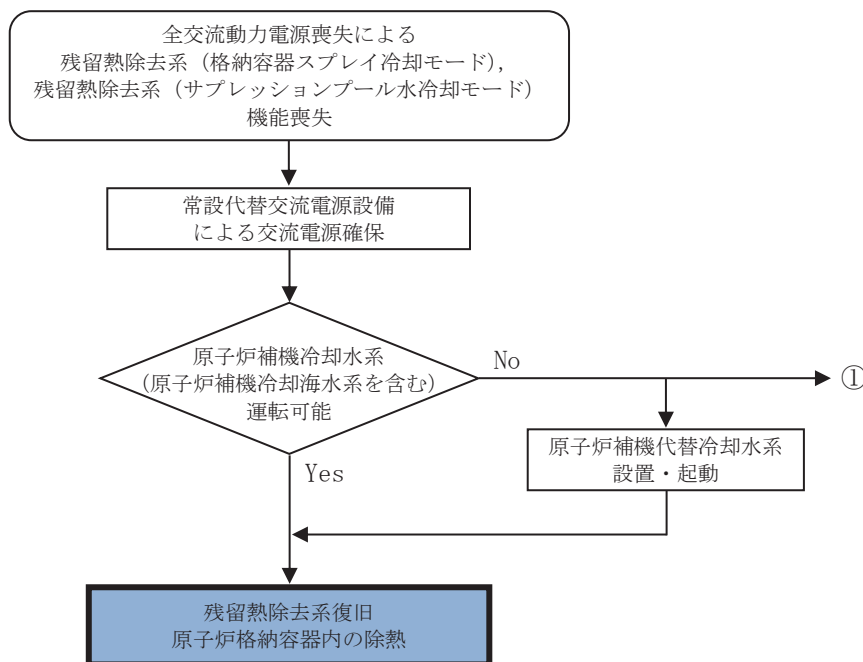 全交流動力電源喪失による
残留熱除去系（格納容器スプレイ冷却モード），
残留熱除去系（サプレッションプール水冷却モード）
機能喪失
常設代替交流電源設備
による交流電源確保
原子炉補機冷却水系
(原子炉補機冷却海水系を含む)
運転可能
No
①
原子炉補機代替冷却水系
設置・起動
Yes
残留熱除去系復旧
原子炉格納容器内の除熱